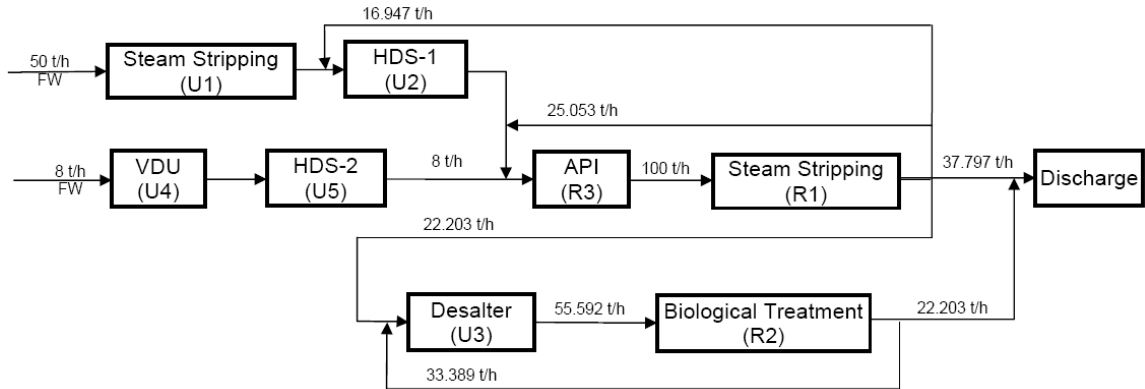 16.947 t/h
50 t/h
FW
Steam Stripping
(U1)
HDS-1
(U2)
25.053 t/h
8 t/h
FW
VDU
(U4)
HDS-2
(U5)
8 t/h
API
(R3)
100 t/h
Steam Stripping
(R1)
37.797 t/h
Discharge
22.203 t/h
Desalter
(U3)
55.592 t/h
Biological Treatment
(R2)
22.203 t/h
33.389 t/h